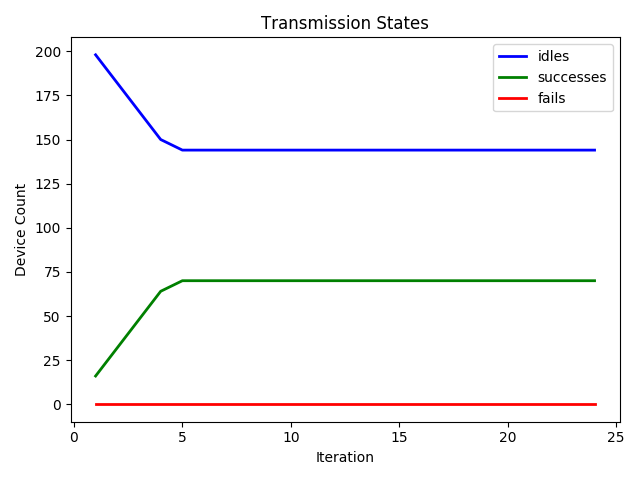 Transmission States
idles
successes
fails
Device Count
200
175
150
125
100
75
50
25
0
0 5 10 15 20 25
Iteration